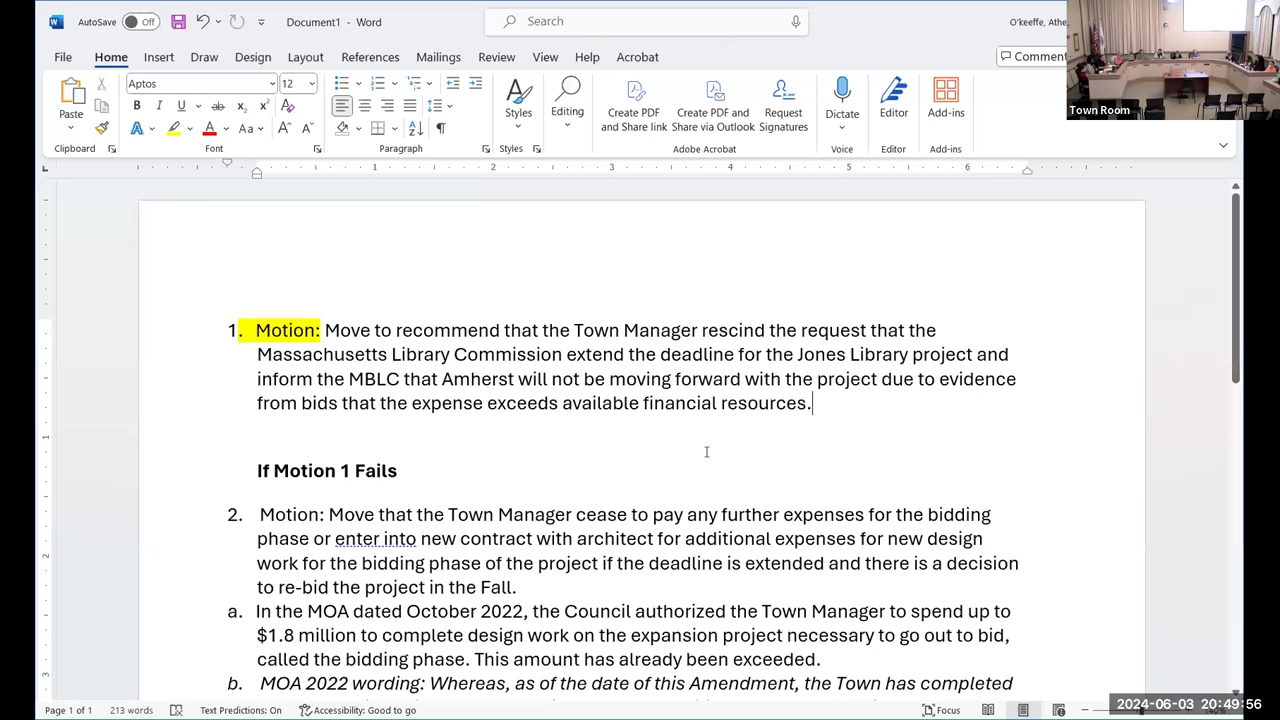 AutoSave Off Document1 - Word Search O'keeffe, Athe
File Home Insert Draw Design Layout References Mailings Review View Help Acrobat Comment
Aptos 12
Paste Styles Editing Create PDF and Share link Create PDF and Share via Outlook Request Signatures Dictate Editor Add-ins
Clipboard Font Paragraph Styles Adobe Acrobat Voice Editor Add-ins
Town Room
1 2 3 4 5 6
1. Motion: Move to recommend that the Town Manager rescind the request that the
Massachusetts Library Commission extend the deadline for the Jones Library project and
inform the MBLC that Amherst will not be moving forward with the project due to evidence
from bids that the expense exceeds available financial resources.
If Motion 1 Fails
2. Motion: Move that the Town Manager cease to pay any further expenses for the bidding
phase or enter into new contract with architect for additional expenses for new design
work for the bidding phase of the project if the deadline is extended and there is a decision
to re-bid the project in the Fall.
a. In the MOA dated October 2022, the Council authorized the Town Manager to spend up to
$1.8 million to complete design work on the expansion project necessary to go out to bid,
called the bidding phase. This amount has already been exceeded.
b. MOA 2022 wording: Whereas, as of the date of this Amendment, the Town has completed
Page 1 of 1 213 words Text Predictions: On Accessibility: Good to go Focus
2024-06-03 20:49:56